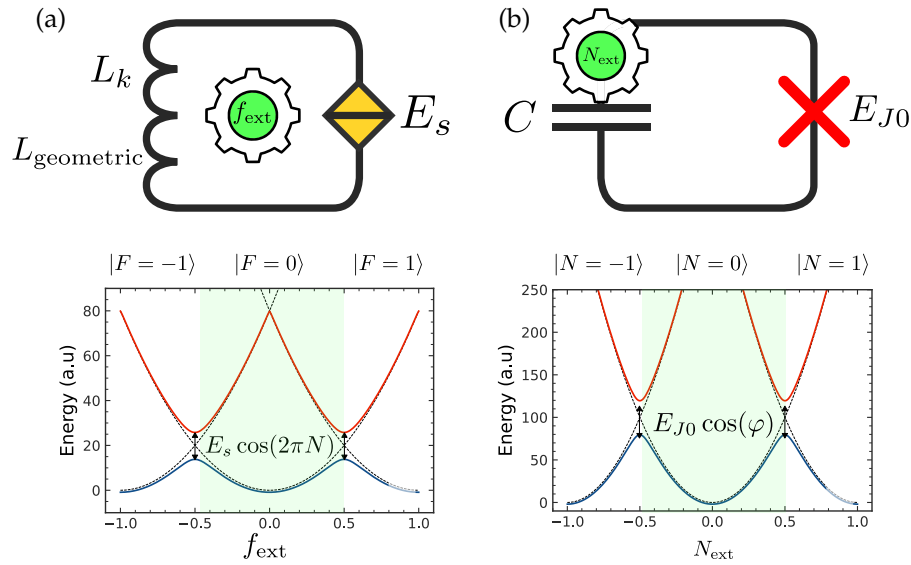 (a)
L_k
L_geometric
f_ext
E_s
|F = −1⟩ |F = 0⟩ |F = 1⟩
Energy (a.u)
80
60
40
20
0
E_s cos(2πN)
−1.0 −0.5 0.0 0.5 1.0
f_ext
(b)
N_ext
C
E_J0
|N = −1⟩ |N = 0⟩ |N = 1⟩
Energy (a.u)
250
200
150
100
50
0
E_J0 cos(φ)
−1.0 −0.5 0.0 0.5 1.0
N_ext